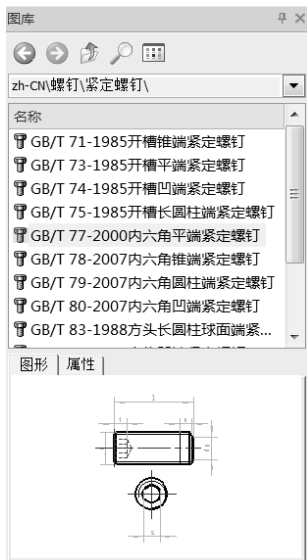 图库
zh-CN\螺钉\紧定螺钉\
名称
GB/T 71-1985开槽锥端紧定螺钉
GB/T 73-1985开槽平端紧定螺钉
GB/T 74-1985开槽凹端紧定螺钉
GB/T 75-1985开槽长圆柱端紧定螺钉
GB/T 77-2000内六角平端紧定螺钉
GB/T 78-2007内六角锥端紧定螺钉
GB/T 79-2007内六角圆柱端紧定螺钉
GB/T 80-2007内六角凹端紧定螺钉
GB/T 83-1988方头长圆柱球面端紧...
图形 属性